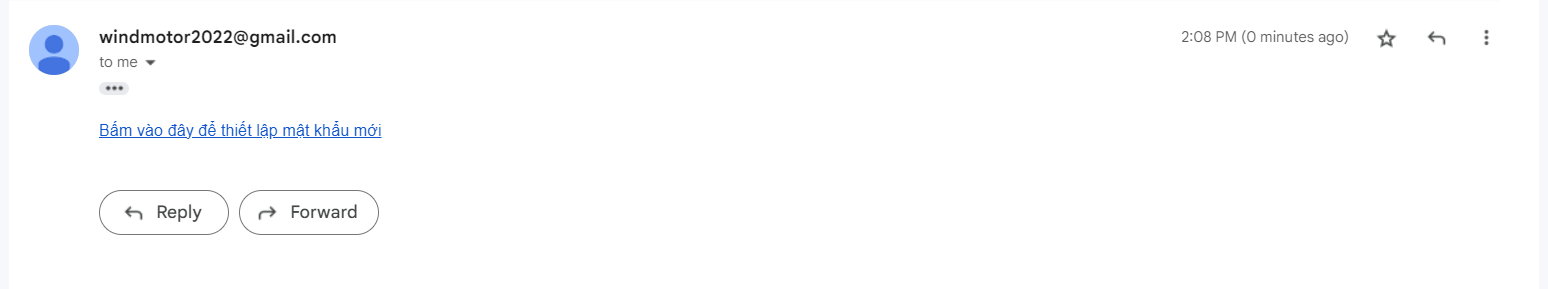 windmotor2022@gmail.com
2:08 PM (0 minutes ago)
to me
Bấm vào đây để thiết lập mật khẩu mới
Reply
Forward